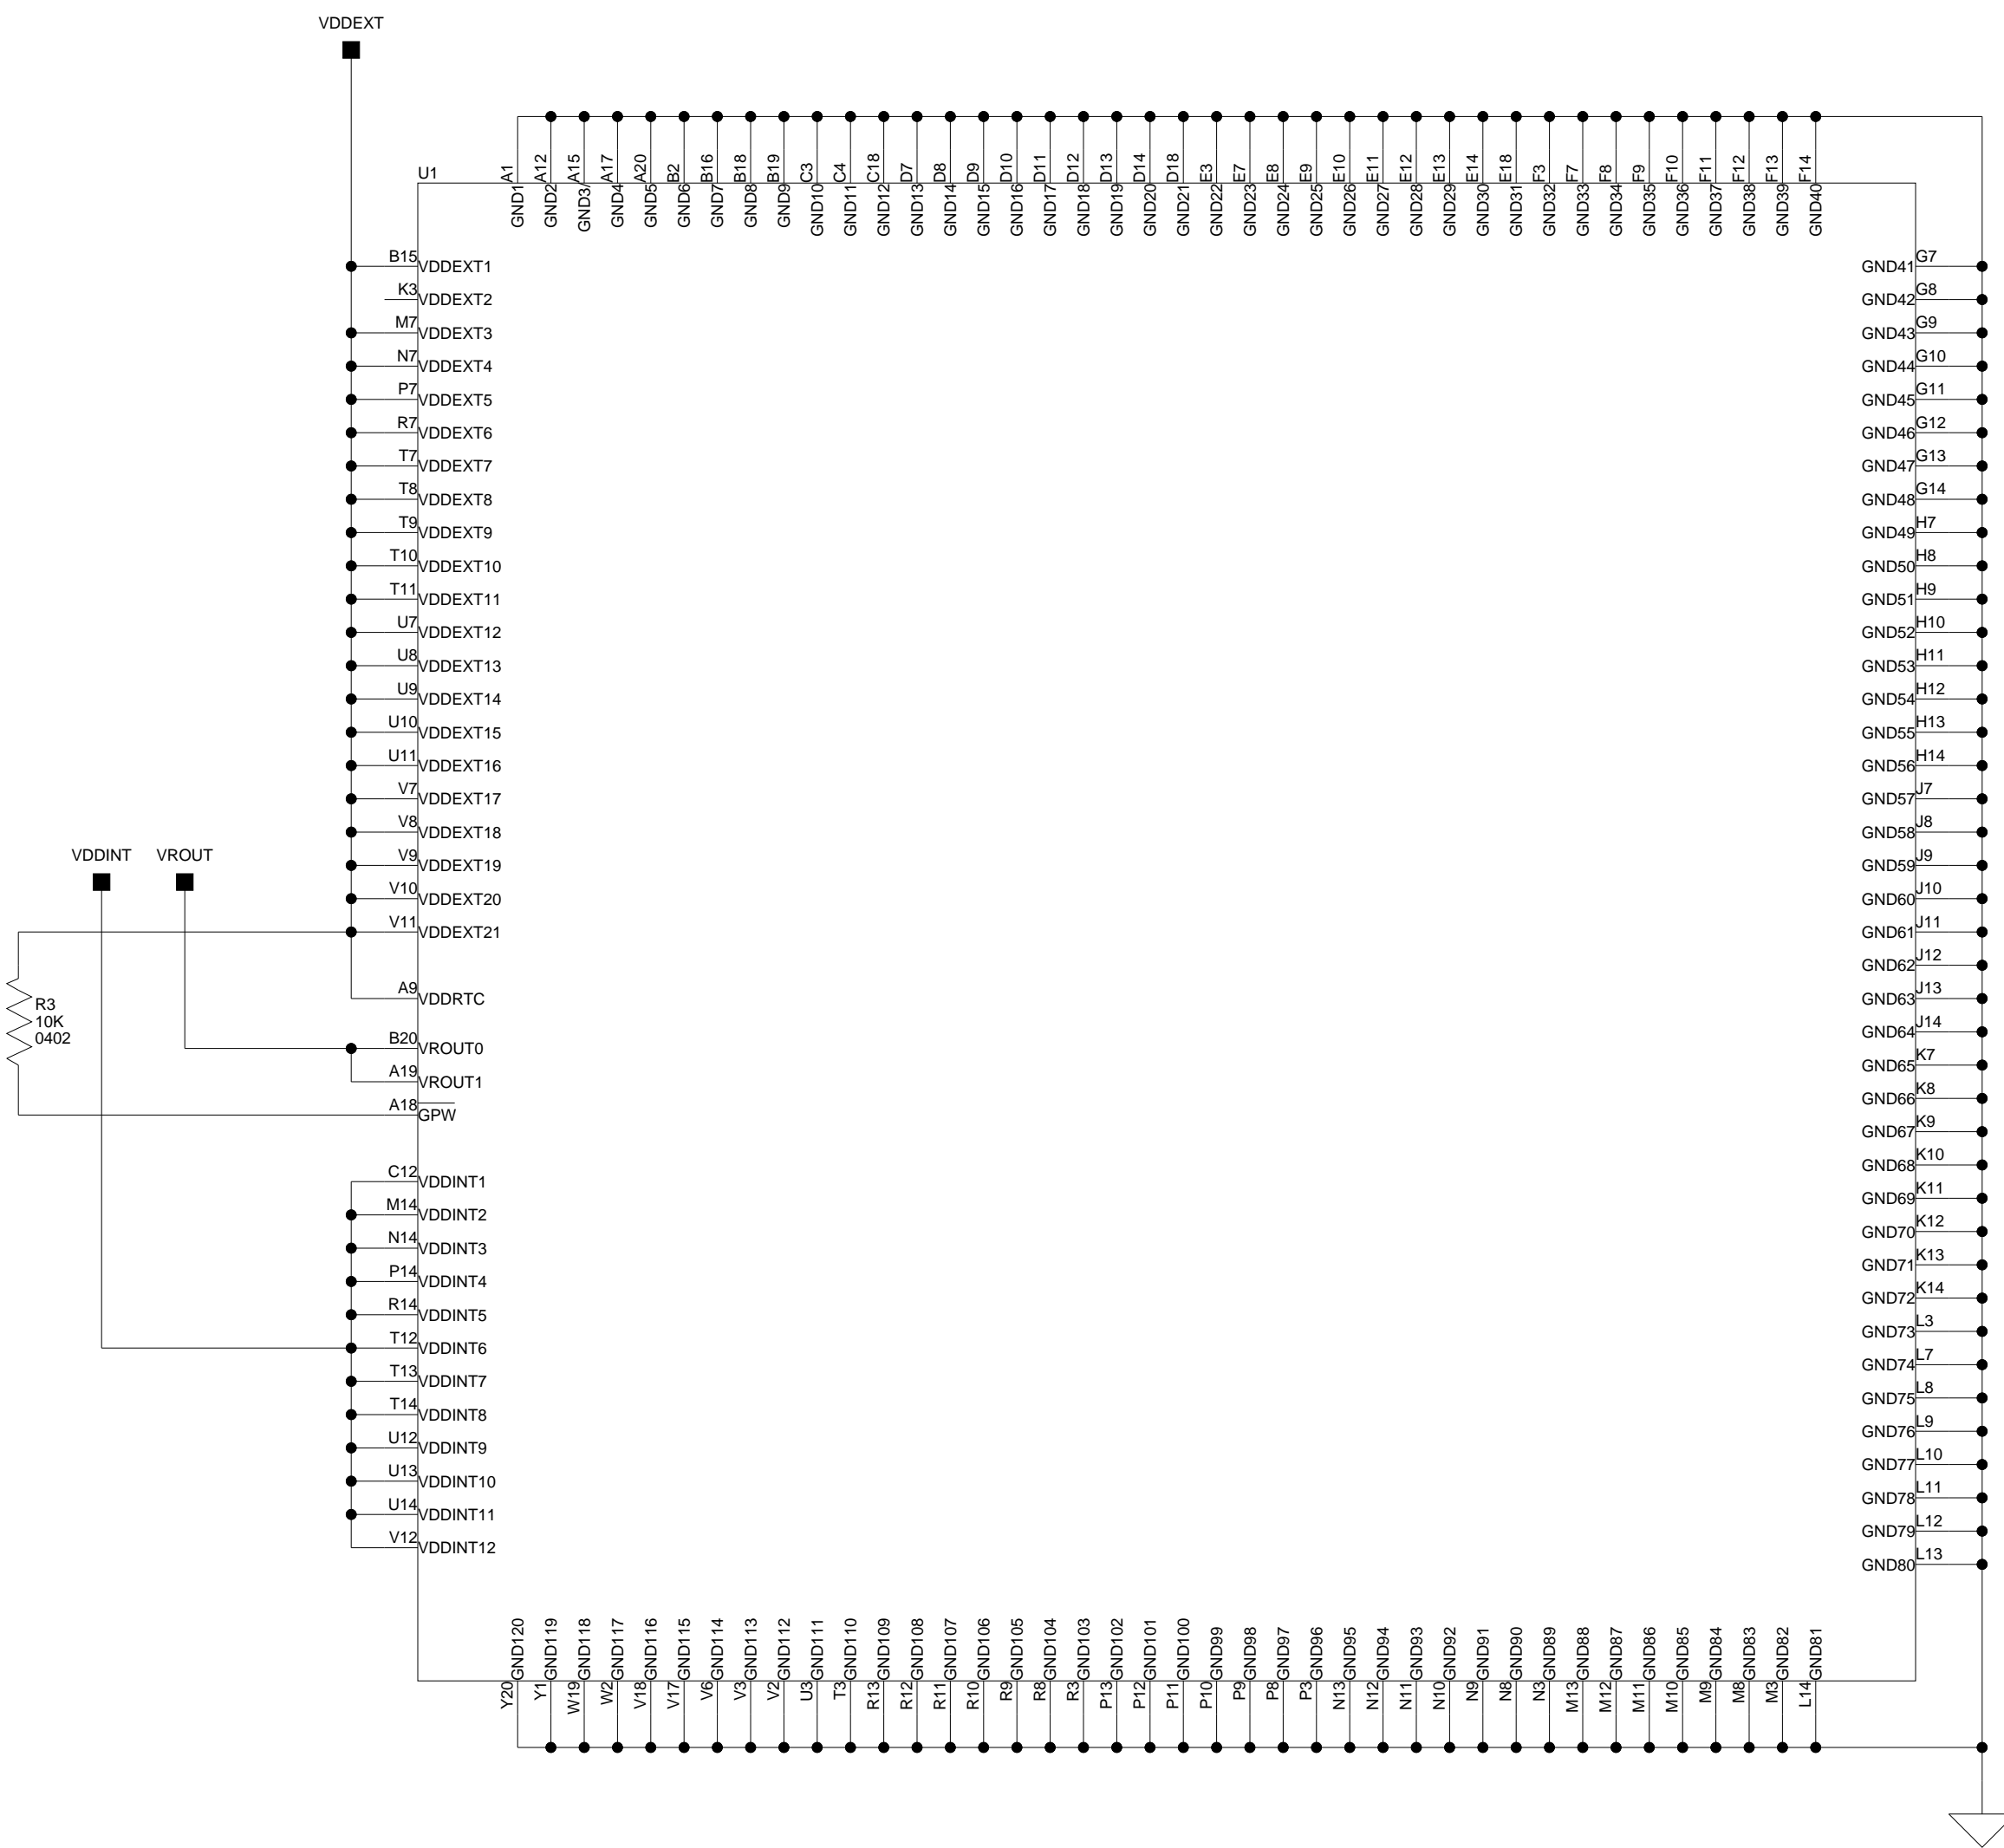 VDDEXT
U1
A1 A12 A15 A17 A20 B2 B16 B18 B19 C3 C4 C18 D7 D8 D9 D10 D11 D12 D13 D14 D18 E3 E7 E8 E9 E10 E11 E12 E13 E14 E18 F3 F7 F8 F9 F10 F11 F12 F13 F14
GND1 GND2 GND3/ GND4 GND5 GND6 GND7 GND8 GND9 GND10 GND11 GND12 GND13 GND14 GND15 GND16 GND17 GND18 GND19 GND20 GND21 GND22 GND23 GND24 GND25 GND26 GND27 GND28 GND29 GND30 GND31 GND32 GND33 GND34 GND35 GND36 GND37 GND38 GND39 GND40
B15 VDDEXT1
K3 VDDEXT2
M7 VDDEXT3
N7 VDDEXT4
P7 VDDEXT5
R7 VDDEXT6
T7 VDDEXT7
T8 VDDEXT8
T9 VDDEXT9
T10 VDDEXT10
T11 VDDEXT11
U7 VDDEXT12
U8 VDDEXT13
U9 VDDEXT14
U10 VDDEXT15
U11 VDDEXT16
V7 VDDEXT17
V8 VDDEXT18
V9 VDDEXT19
V10 VDDEXT20
V11 VDDEXT21
VDDINT VROUT
R3
10K
0402
A9 VDDRTC
B20 VROUT0
A19 VROUT1
A18 GPW
C12 VDDINT1
M14 VDDINT2
N14 VDDINT3
P14 VDDINT4
R14 VDDINT5
T12 VDDINT6
T13 VDDINT7
T14 VDDINT8
U12 VDDINT9
U13 VDDINT10
U14 VDDINT11
V12 VDDINT12
GND41 G7
GND42 G8
GND43 G9
GND44 G10
GND45 G11
GND46 G12
GND47 G13
GND48 G14
GND49 H7
GND50 H8
GND51 H9
GND52 H10
GND53 H11
GND54 H12
GND55 H13
GND56 H14
GND57 J7
GND58 J8
GND59 J9
GND60 J10
GND61 J11
GND62 J12
GND63 J13
GND64 J14
GND65 K7
GND66 K8
GND67 K9
GND68 K10
GND69 K11
GND70 K12
GND71 K13
GND72 K14
GND73 L3
GND74 L7
GND75 L8
GND76 L9
GND77 L10
GND78 L11
GND79 L12
GND80 L13
GND120 GND119 GND118 GND117 GND116 GND115 GND114 GND113 GND112 GND111 GND110 GND109 GND108 GND107 GND106 GND105 GND104 GND103 GND102 GND101 GND100 GND99 GND98 GND97 GND96 GND95 GND94 GND93 GND92 GND91 GND90 GND89 GND88 GND87 GND86 GND85 GND84 GND83 GND82 GND81
Y20 Y1 W19 W2 V18 V17 V6 V3 V2 U3 T3 R13 R12 R11 R10 R9 R8 R3 P13 P12 P11 P10 P9 P8 P3 N13 N12 N11 N10 N9 N8 N3 M13 M12 M11 M10 M9 M8 M3 L14